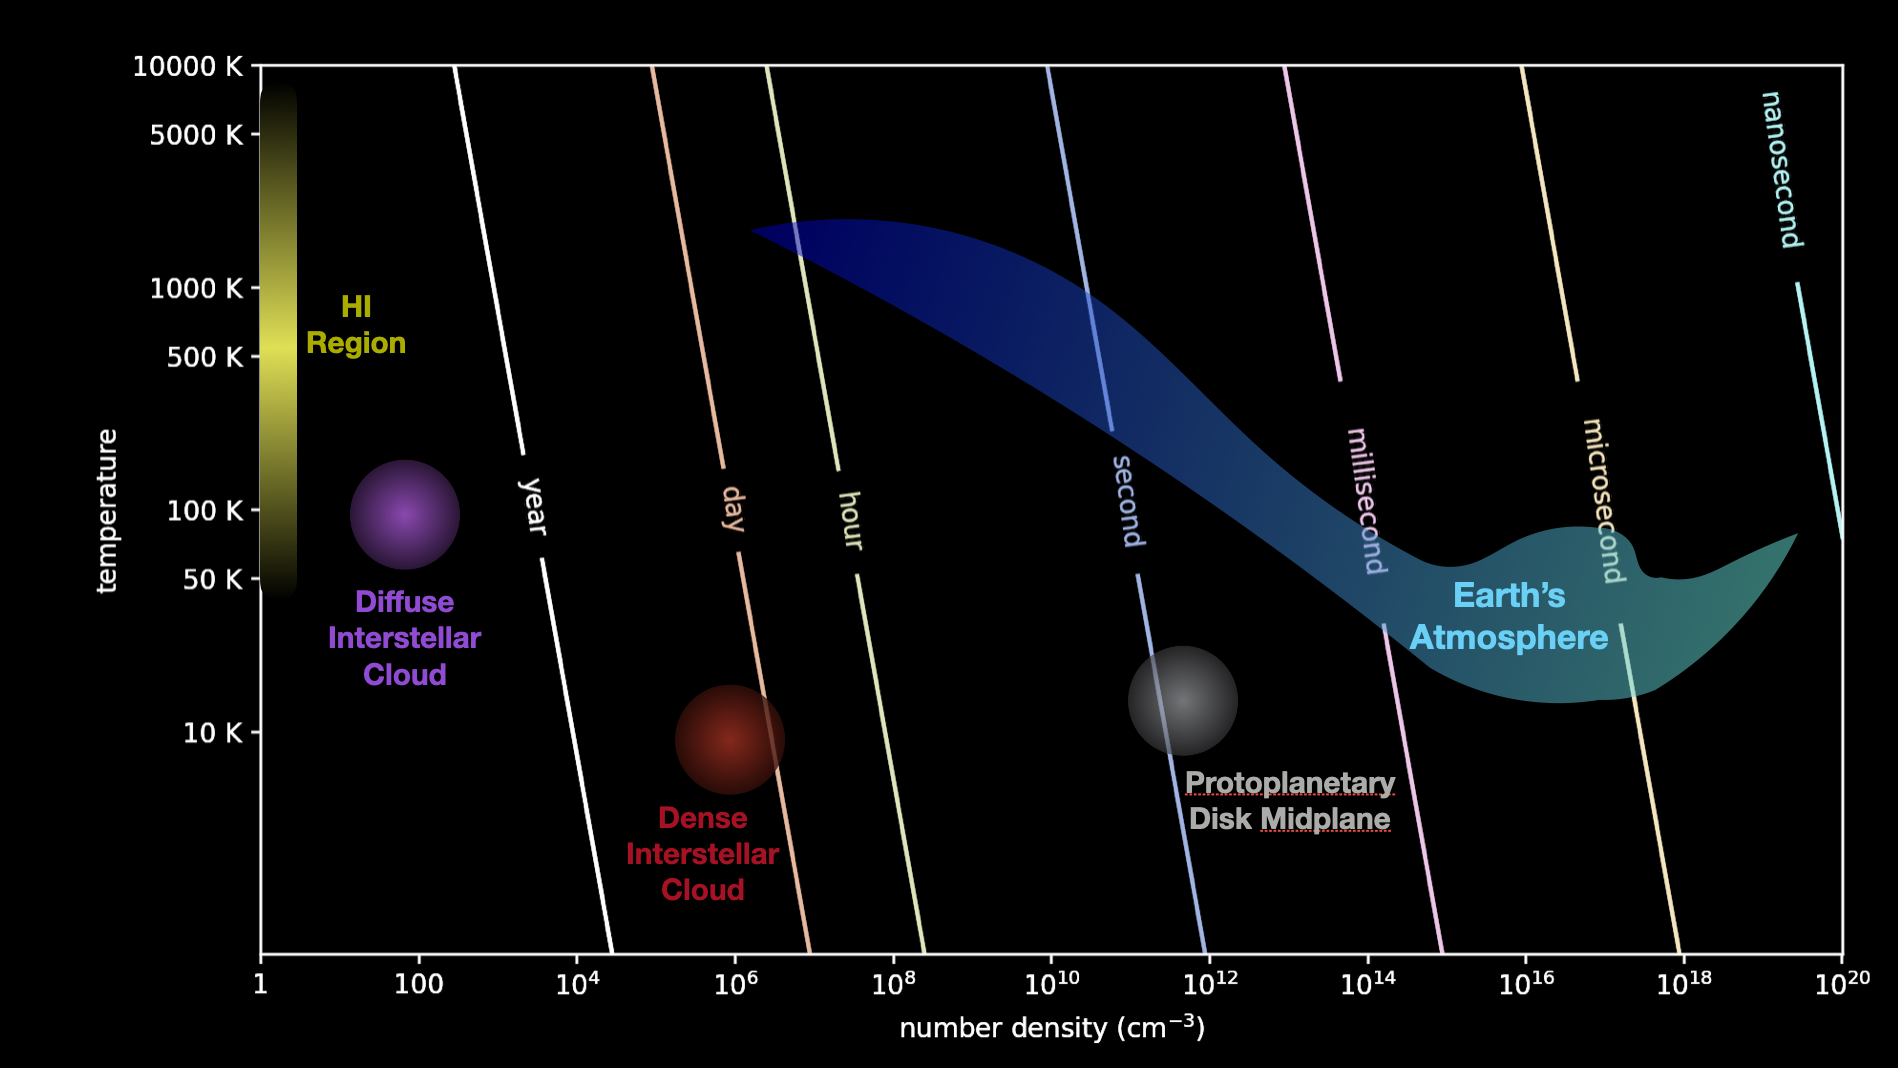 10000 K
5000 K
1000 K
500 K
100 K
50 K
10 K
temperature
HI
Region
Diffuse
Interstellar
Cloud
year
day
hour
second
millisecond
microsecond
nanosecond
Earth's
Atmosphere
Dense
Interstellar
Cloud
Protoplanetary
Disk Midplane
1
100
10⁴
10⁶
10⁸
10¹⁰
10¹²
10¹⁴
10¹⁶
10¹⁸
10²⁰
number density (cm⁻³)